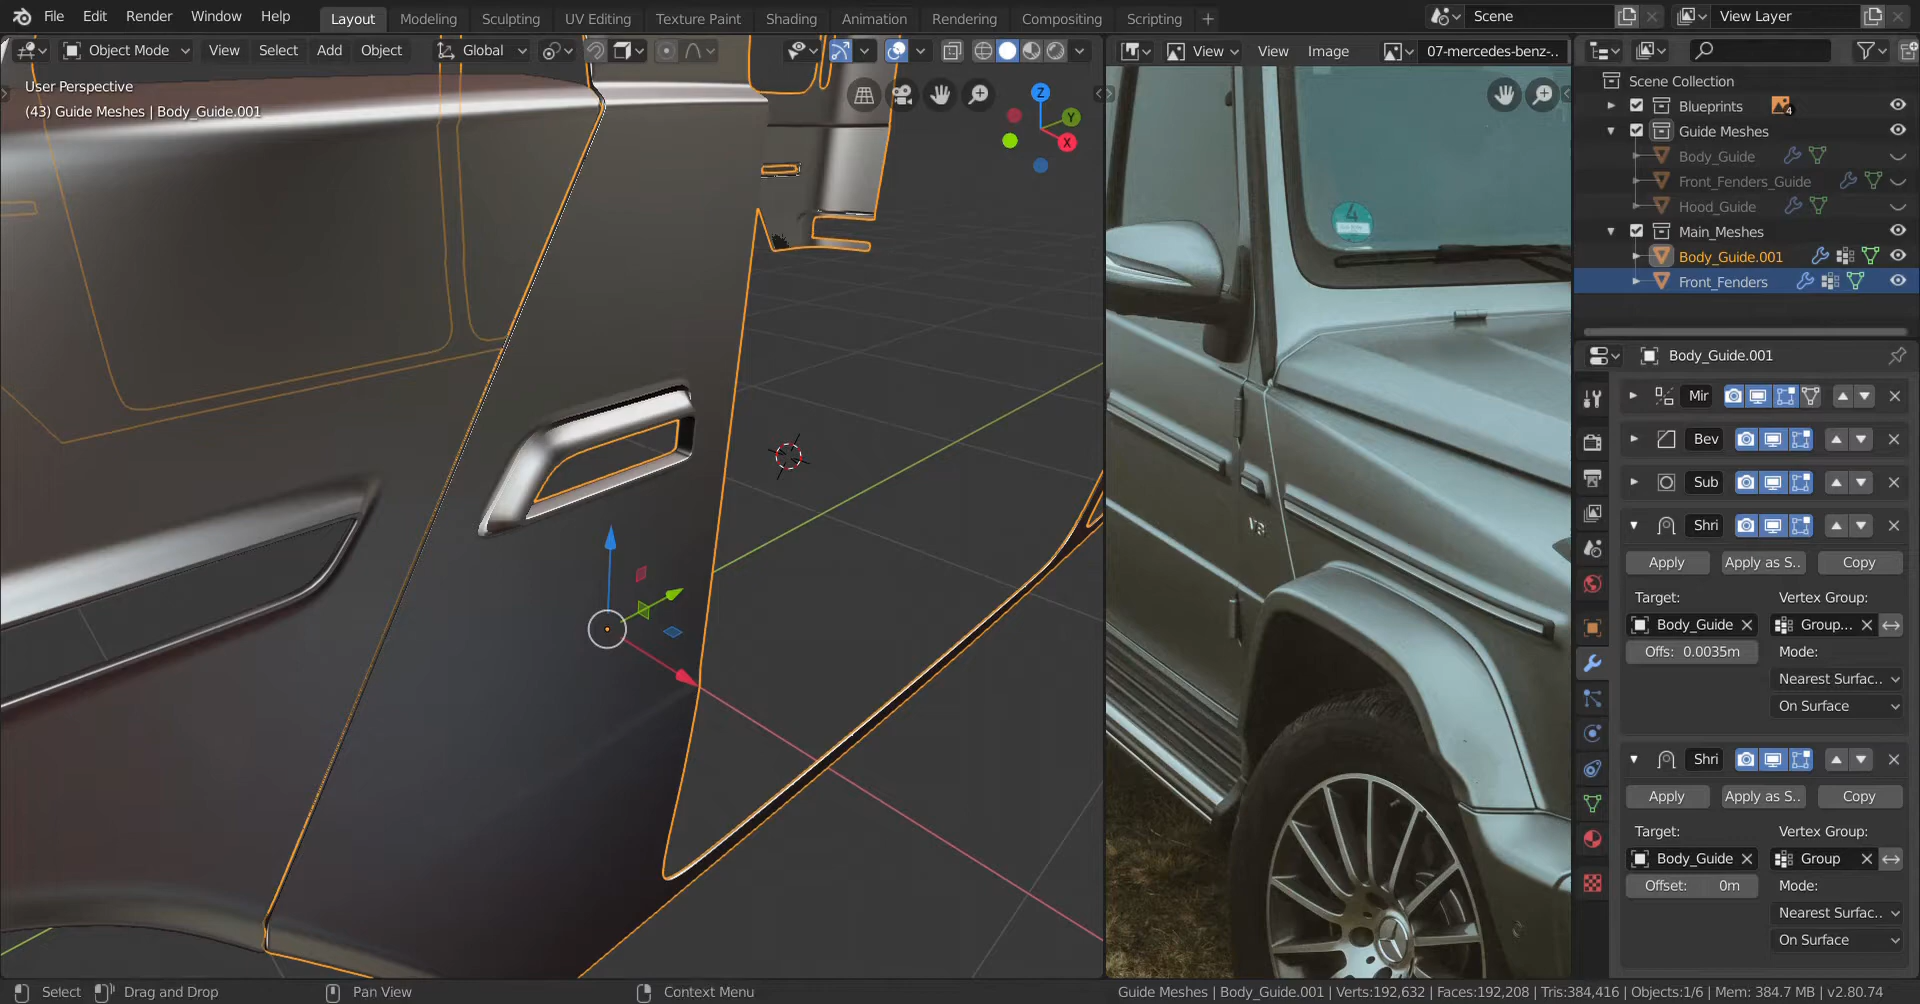 File Edit Render Window Help
Layout Modeling Sculpting UV Editing Texture Paint Shading Animation Rendering Compositing Scripting
Scene
View Layer
Object Mode View Select Add Object Global
View View Image 07-mercedes-benz-..
User Perspective
(43) Guide Meshes | Body_Guide.001
Z
Y
X
4
V8
Scene Collection
Blueprints 4
Guide Meshes
Body_Guide
Front_Fenders_Guide
Hood_Guide
Main_Meshes
Body_Guide.001
Front_Fenders
Body_Guide.001
Mir
Bev
Sub
Shri
Apply Apply as S.. Copy
Target: Vertex Group:
Body_Guide Group...
Offs: 0.0035m Mode:
Nearest Surfac..
On Surface
Shri
Apply Apply as S.. Copy
Target: Vertex Group:
Body_Guide Group
Offset: 0m Mode:
Nearest Surfac..
On Surface
Select Drag and Drop Pan View Context Menu
Guide Meshes | Body_Guide.001 | Verts:192,632 | Faces:192,208 | Tris:384,416 | Objects:1/6 | Mem: 384.7 MB | v2.80.74